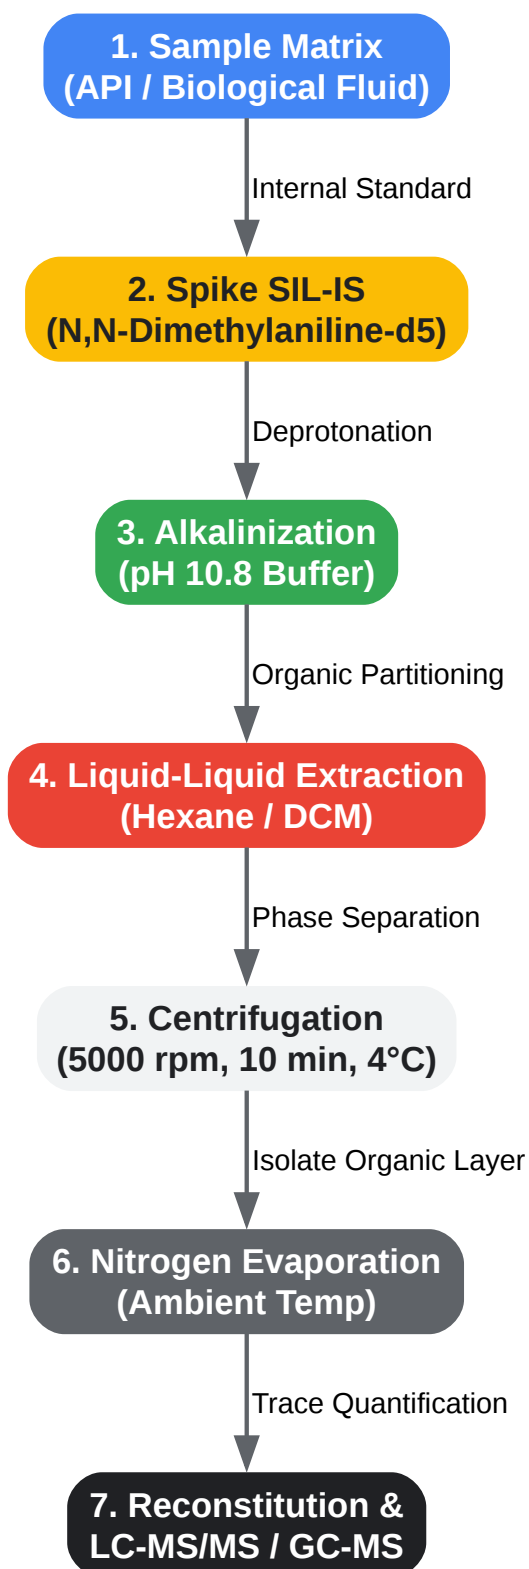 1. Sample Matrix
(API / Biological Fluid)
Internal Standard
2. Spike SIL-IS
(N,N-Dimethylaniline-d5)
Deprotonation
3. Alkalinization
(pH 10.8 Buffer)
Organic Partitioning
4. Liquid-Liquid Extraction
(Hexane / DCM)
Phase Separation
5. Centrifugation
(5000 rpm, 10 min, 4°C)
Isolate Organic Layer
6. Nitrogen Evaporation
(Ambient Temp)
Trace Quantification
7. Reconstitution &
LC-MS/MS / GC-MS